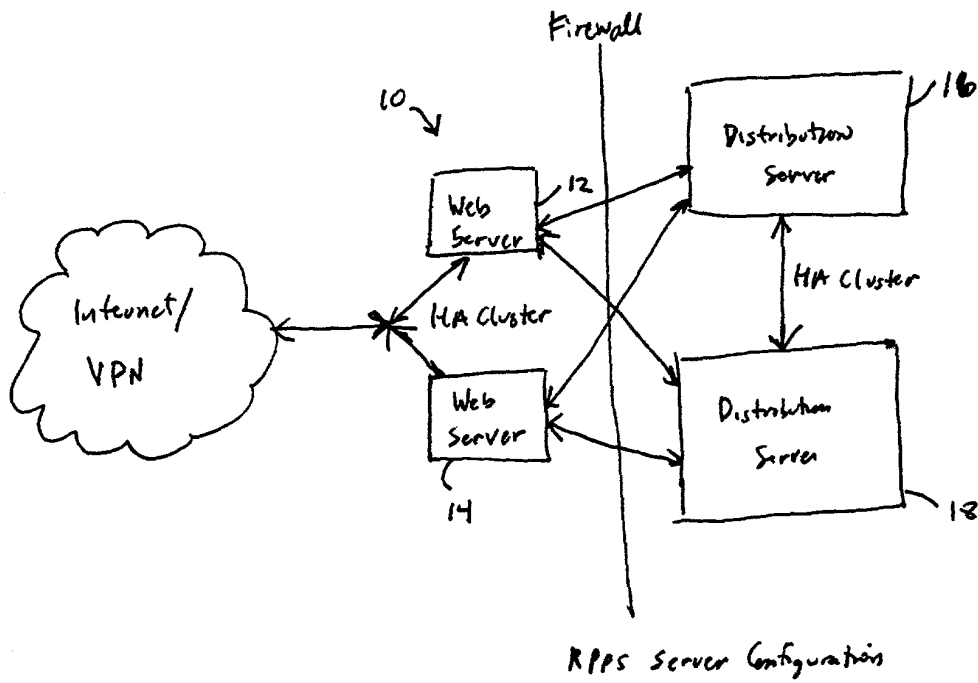 Firewall
10
16
Distribution
Server
12
Web
Server
HA Cluster
HA Cluster
Internet/
VPN
Web
Server
Distribution
Server
14
18
RPPS Server Configuration